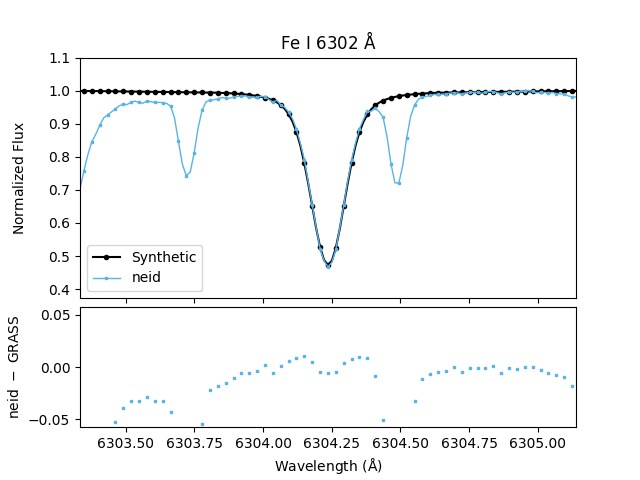 Fe I 6302 Å
1.1
1.0
0.9
0.8
0.7
0.6
0.5
0.4
Normalized Flux
Synthetic
neid
0.05
0.00
−0.05
neid − GRASS
6303.50 6303.75 6304.00 6304.25 6304.50 6304.75 6305.00
Wavelength (Å)